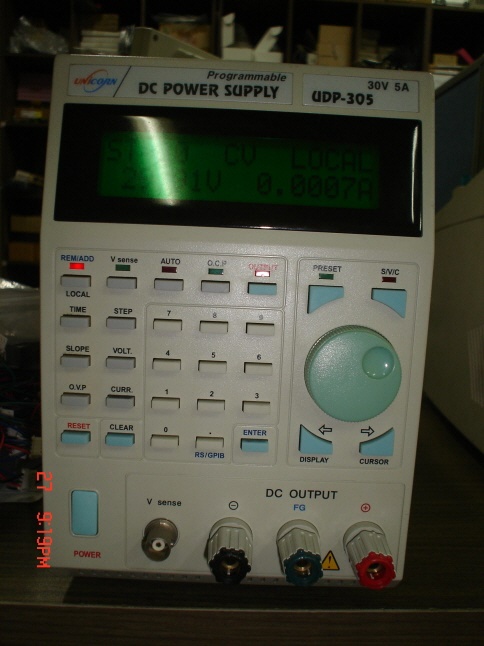 UNICORN
Programmable
DC POWER SUPPLY
UDP-305
30V 5A
CV LOCAL
0.0007A
REM/ADD
V sense
AUTO
O.C.P
OUTPUT
PRESET
S/V/C
LOCAL
TIME
STEP
7
8
9
SLOPE
VOLT.
4
5
6
O.V.P
CURR.
1
2
3
RESET
CLEAR
0
.
ENTER
RS/GPIB
DISPLAY
CURSOR
POWER
V sense
DC OUTPUT
FG
27 9:19PM